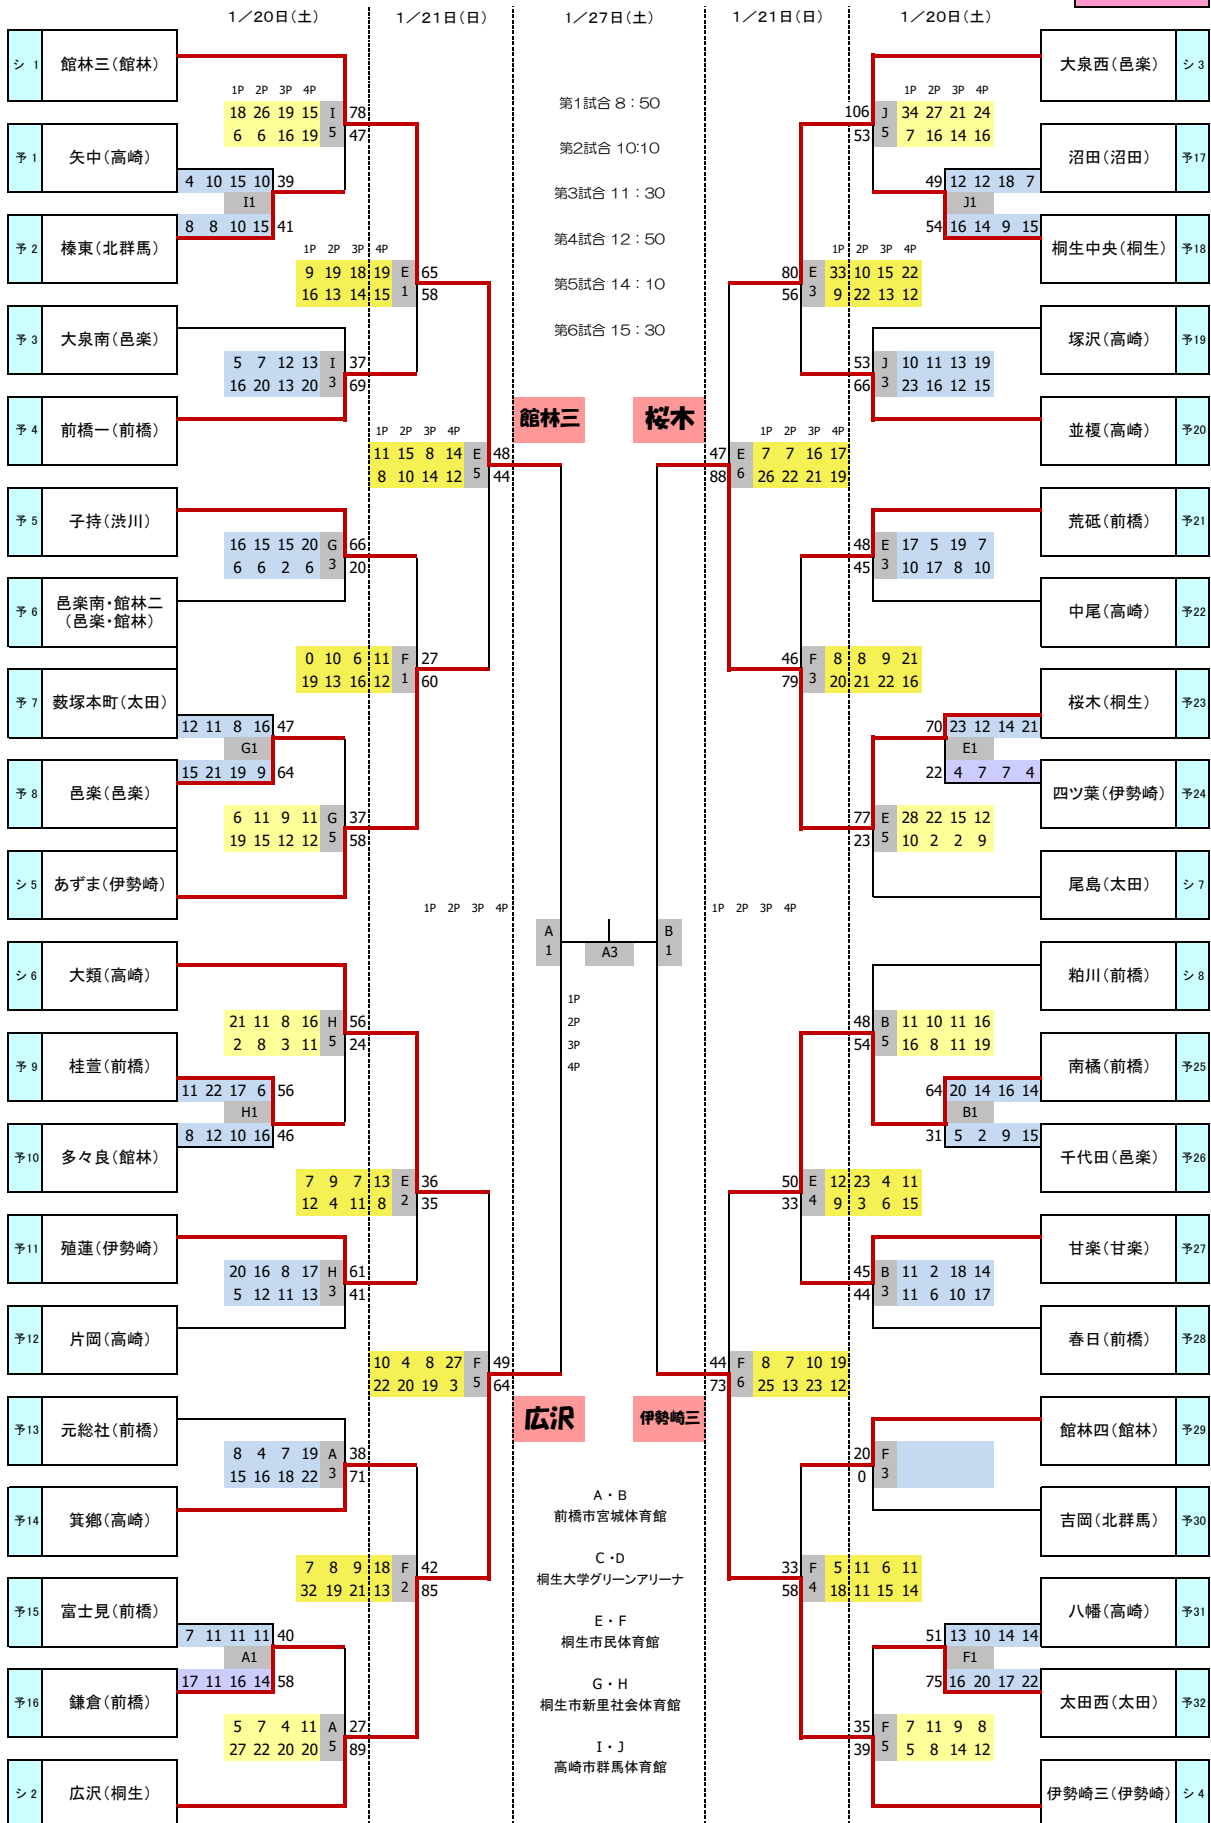 1／20日(土) 1／21日(日) 1／27日(土) 1／21日(日) 1／20日(土)
シ 1 館林三(館林)
1P 2P 3P 4P
18 26 19 15 I 78
6 6 16 19 5 47
予 1 矢中(高崎)
4 10 15 10 39
I1
8 8 10 15 41
予 2 榛東(北群馬)
1P 2P 3P 4P
9 19 18 19 E 65
16 13 14 15 1 58
予 3 大泉南(邑楽)
5 7 12 13 I 37
16 20 13 20 3 69
予 4 前橋一(前橋)
1P 2P 3P 4P
11 15 8 14 E 48
8 10 14 12 5 44
予 5 子持(渋川)
16 15 15 20 G 66
6 6 2 6 3 20
予 6 邑楽南・館林二
(邑楽・館林)
0 10 6 11 F 27
19 13 16 12 1 60
予 7 薮塚本町(太田)
12 11 8 16 47
G1
15 21 19 9 64
予 8 邑楽(邑楽)
6 11 9 11 G 37
19 15 12 12 5 58
シ 5 あずま(伊勢崎)
1P 2P 3P 4P
シ 6 大類(高崎)
21 11 8 16 H 56
2 8 3 11 5 24
予 9 桂萱(前橋)
11 22 17 6 56
H1
8 12 10 16 46
予10 多々良(館林)
7 9 7 13 E 36
12 4 11 8 2 35
予11 殖蓮(伊勢崎)
20 16 8 17 H 61
5 12 11 13 3 41
予12 片岡(高崎)
10 4 8 27 F 49
22 20 19 3 5 64
予13 元総社(前橋)
8 4 7 19 A 38
15 16 18 22 3 71
予14 箕郷(高崎)
7 8 9 18 F 42
32 19 21 13 2 85
予15 富士見(前橋)
7 11 11 11 40
A1
17 11 16 14 58
予16 鎌倉(前橋)
5 7 4 11 A 27
27 22 20 20 5 89
シ 2 広沢(桐生)
第1試合 8：50
第2試合 10:10
第3試合 11：30
第4試合 12：50
第5試合 14：10
第6試合 15：30
館林三 桜木
A B
1 A3 1
1P
2P
3P
4P
広沢 伊勢崎三
A・B
前橋市宮城体育館
C・D
桐生大学グリーンアリーナ
E・F
桐生市民体育館
G・H
桐生市新里社会体育館
I・J
高崎市群馬体育館
大泉西(邑楽) シ 3
1P 2P 3P 4P
106 J 34 27 21 24
53 5 7 16 14 16
沼田(沼田) 予17
49 12 12 18 7
J1
54 16 14 9 15
桐生中央(桐生) 予18
1P 2P 3P 4P
80 E 33 10 15 22
56 3 9 22 13 12
塚沢(高崎) 予19
53 J 10 11 13 19
66 3 23 16 12 15
並榎(高崎) 予20
1P 2P 3P 4P
47 E 7 7 16 17
88 6 26 22 21 19
荒砥(前橋) 予21
48 E 17 5 19 7
45 3 10 17 8 10
中尾(高崎) 予22
46 F 8 8 9 21
79 3 20 21 22 16
桜木(桐生) 予23
70 23 12 14 21
E1
22 4 7 7 4
四ツ葉(伊勢崎) 予24
77 E 28 22 15 12
23 5 10 2 2 9
尾島(太田) シ 7
1P 2P 3P 4P
粕川(前橋) シ 8
48 B 11 10 11 16
54 5 16 8 11 19
南橘(前橋) 予25
64 20 14 16 14
B1
31 5 2 9 15
千代田(邑楽) 予26
50 E 12 23 4 11
33 4 9 3 6 15
甘楽(甘楽) 予27
45 B 11 2 18 14
44 3 11 6 10 17
春日(前橋) 予28
44 F 8 7 10 19
73 6 25 13 23 12
館林四(館林) 予29
20 F
0 3
吉岡(北群馬) 予30
33 F 5 11 6 11
58 4 18 11 15 14
八幡(高崎) 予31
51 13 10 14 14
F1
75 16 20 17 22
太田西(太田) 予32
35 F 7 11 9 8
39 5 5 8 14 12
伊勢崎三(伊勢崎) シ 4